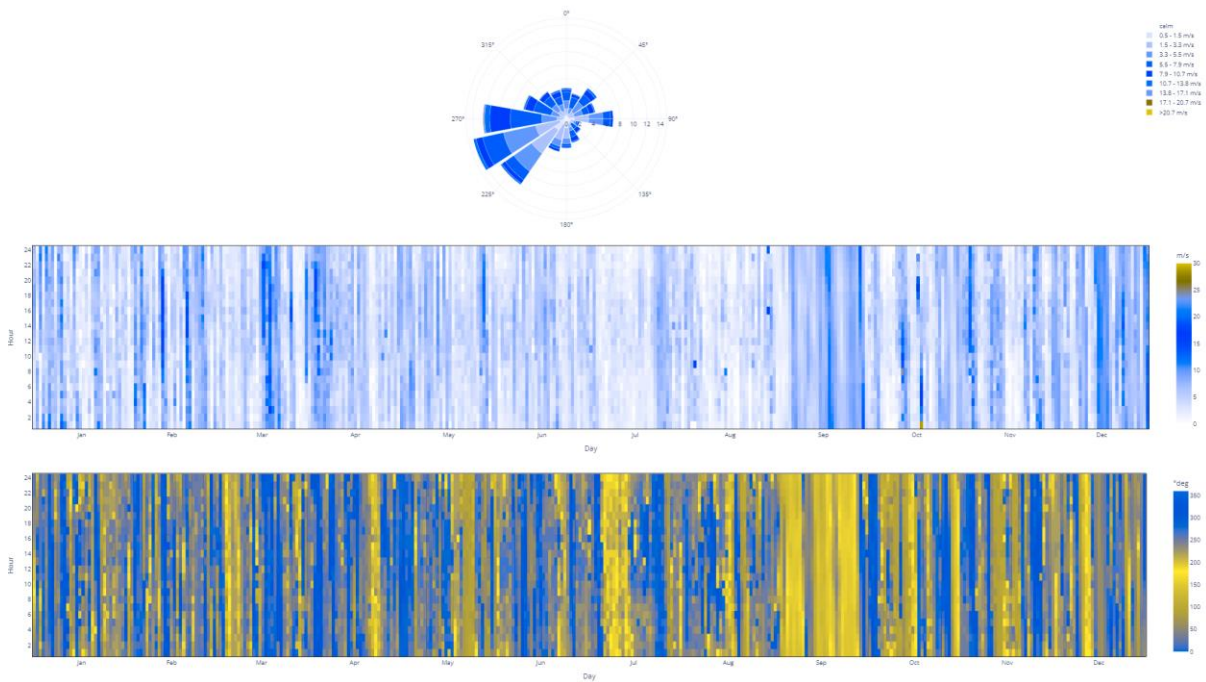 0°
45°
90°
135°
180°
225°
270°
315°
4
8
10
12
14
calm
0.5 - 1.5 m/s
1.5 - 3.3 m/s
3.3 - 5.5 m/s
5.5 - 7.9 m/s
7.9 - 10.7 m/s
10.7 - 13.8 m/s
13.8 - 17.1 m/s
17.1 - 20.7 m/s
>20.7 m/s
Hour
24
22
20
18
16
14
12
10
8
6
4
2
Jan Feb Mar Apr May Jun Jul Aug Sep Oct Nov Dec
Day
m/s
30
25
20
15
10
5
0
Hour
24
22
20
18
16
14
12
10
8
6
4
2
Jan Feb Mar Apr May Jun Jul Aug Sep Oct Nov Dec
Day
°deg
350
300
250
200
150
100
50
0